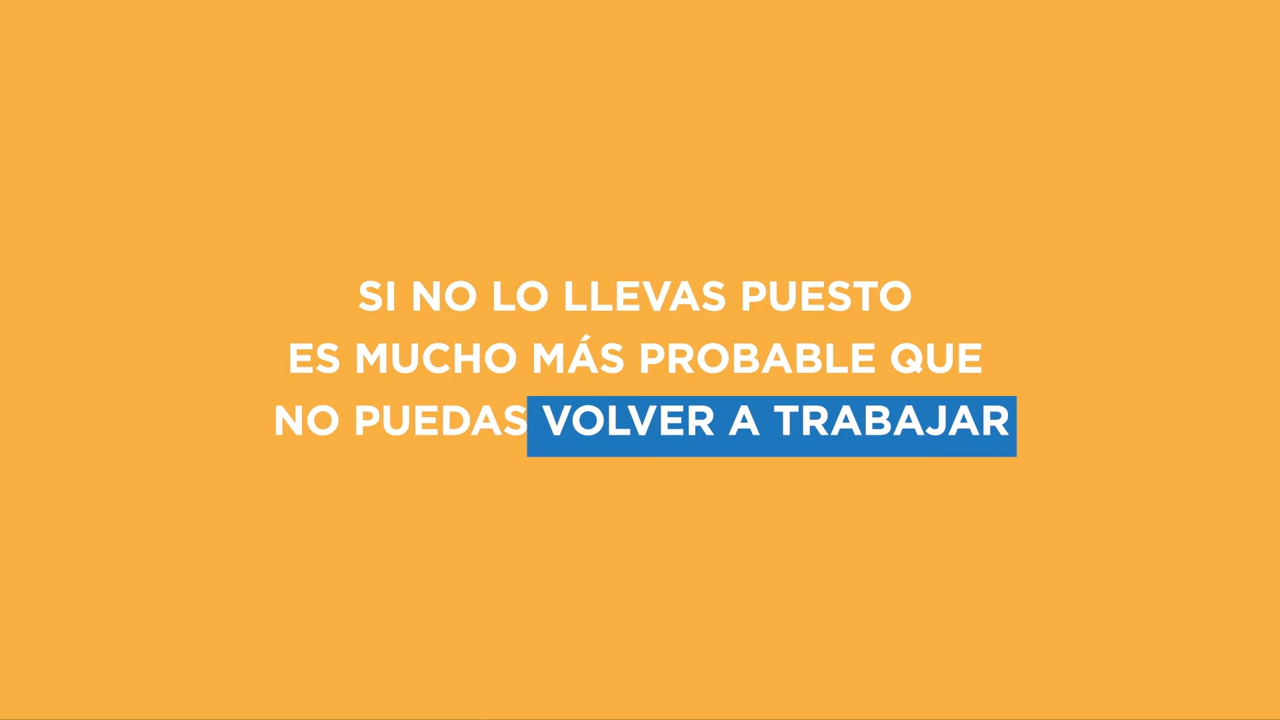 SI NO LO LLEVAS PUESTO
ES MUCHO MÁS PROBABLE QUE
NO PUEDAS VOLVER A TRABAJAR